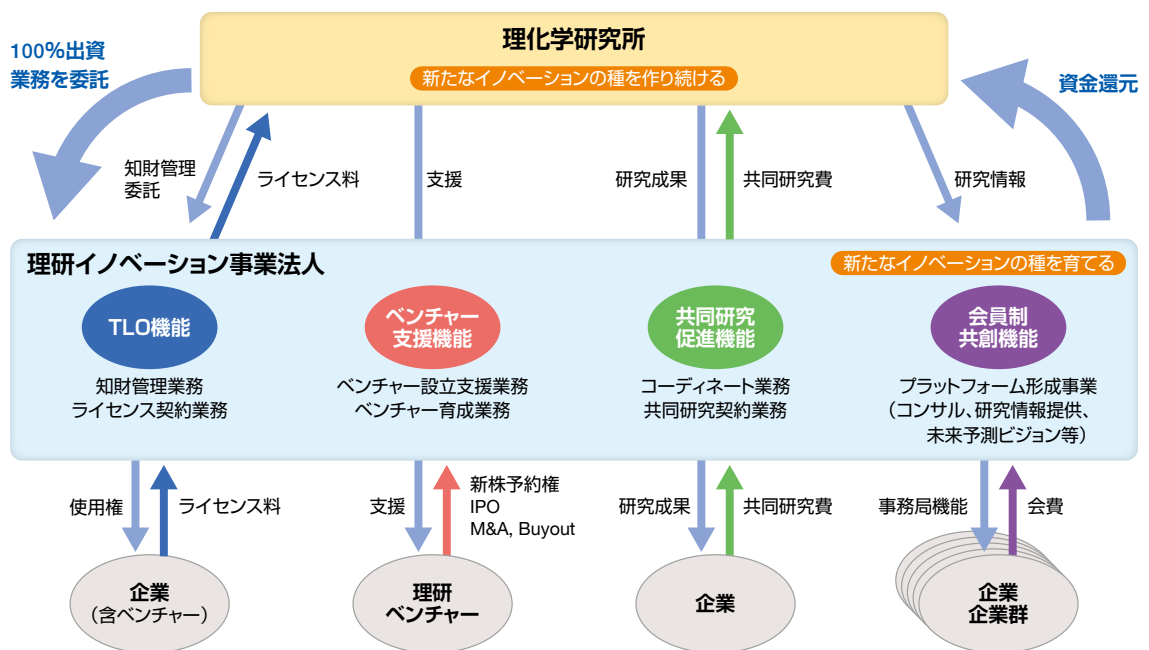 理化学研究所
新たなイノベーションの種を作り続ける
100%出資
業務を委託
資金還元
知財管理
委託
ライセンス料
支援
研究成果
共同研究費
研究情報
理研イノベーション事業法人
新たなイノベーションの種を育てる
TLO機能
ベンチャー
支援機能
共同研究
促進機能
会員制
共創機能
知財管理業務
ライセンス契約業務
ベンチャー設立支援業務
ベンチャー育成業務
コーディネート業務
共同研究契約業務
プラットフォーム形成事業
（コンサル、研究情報提供、
未来予測ビジョン等）
使用権
ライセンス料
支援
新株予約権
IPO
M&A, Buyout
研究成果
共同研究費
事務局機能
会費
企業
（含ベンチャー）
理研
ベンチャー
企業
企業
企業群